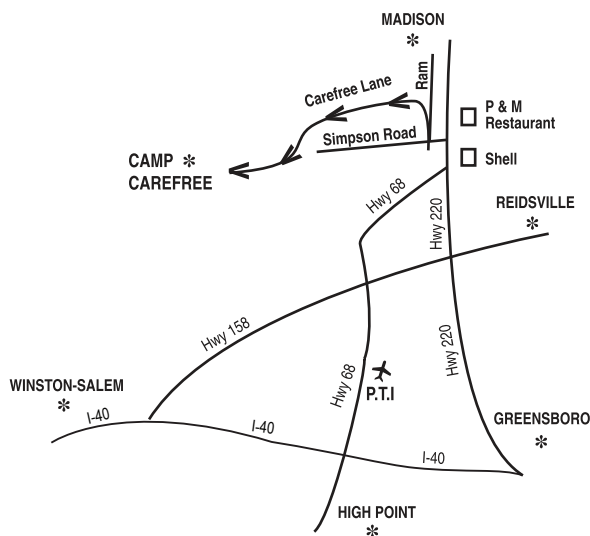 MADISON
Ram
Carefree Lane
P & M
Restaurant
Simpson Road
Shell
CAMP
CAREFREE
Hwy 68
REIDSVILLE
Hwy 220
Hwy 158
Hwy 220
Hwy 68
P.T.I
WINSTON-SALEM
I-40
I-40
GREENSBORO
I-40
HIGH POINT